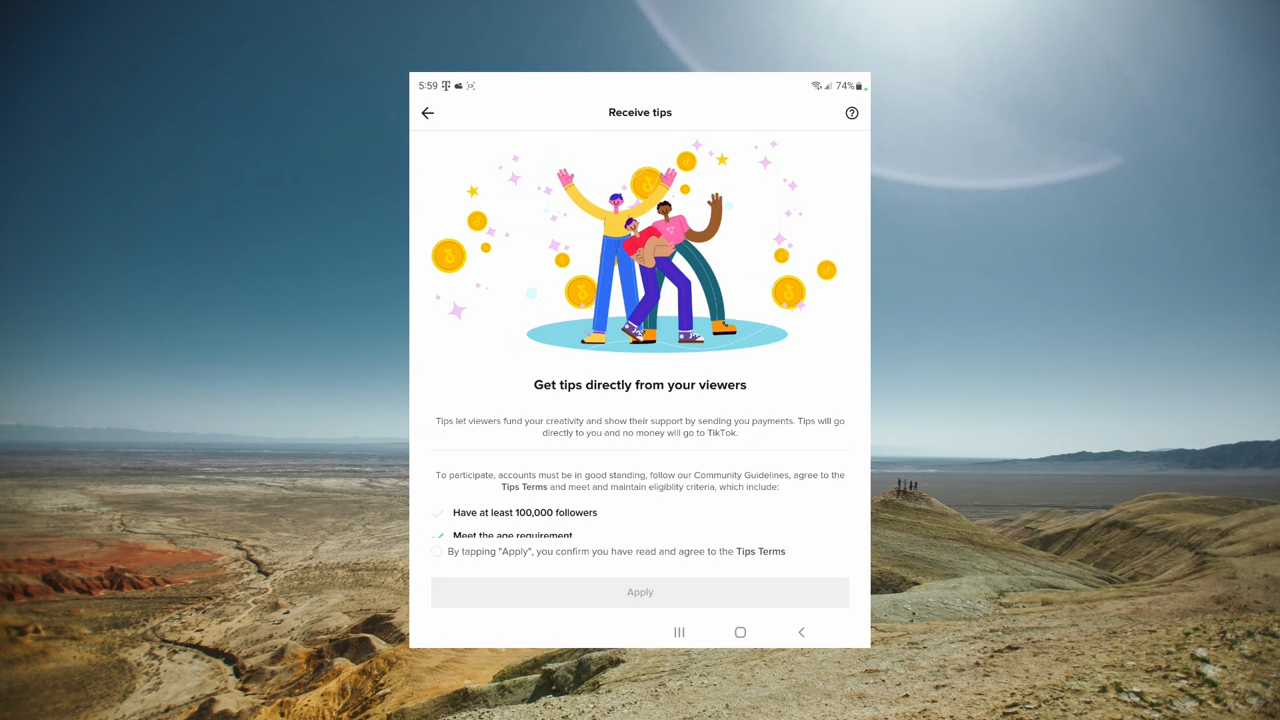 5:59
74%
Receive tips
Get tips directly from your viewers
Tips let viewers fund your creativity and show their support by sending you payments. Tips will go
directly to you and no money will go to TikTok.
To participate, accounts must be in good standing, follow our Community Guidelines, agree to the
Tips Terms and meet and maintain eligiblity criteria, which include:
Have at least 100,000 followers
Meet the age requirement
By tapping "Apply", you confirm you have read and agree to the Tips Terms
Apply